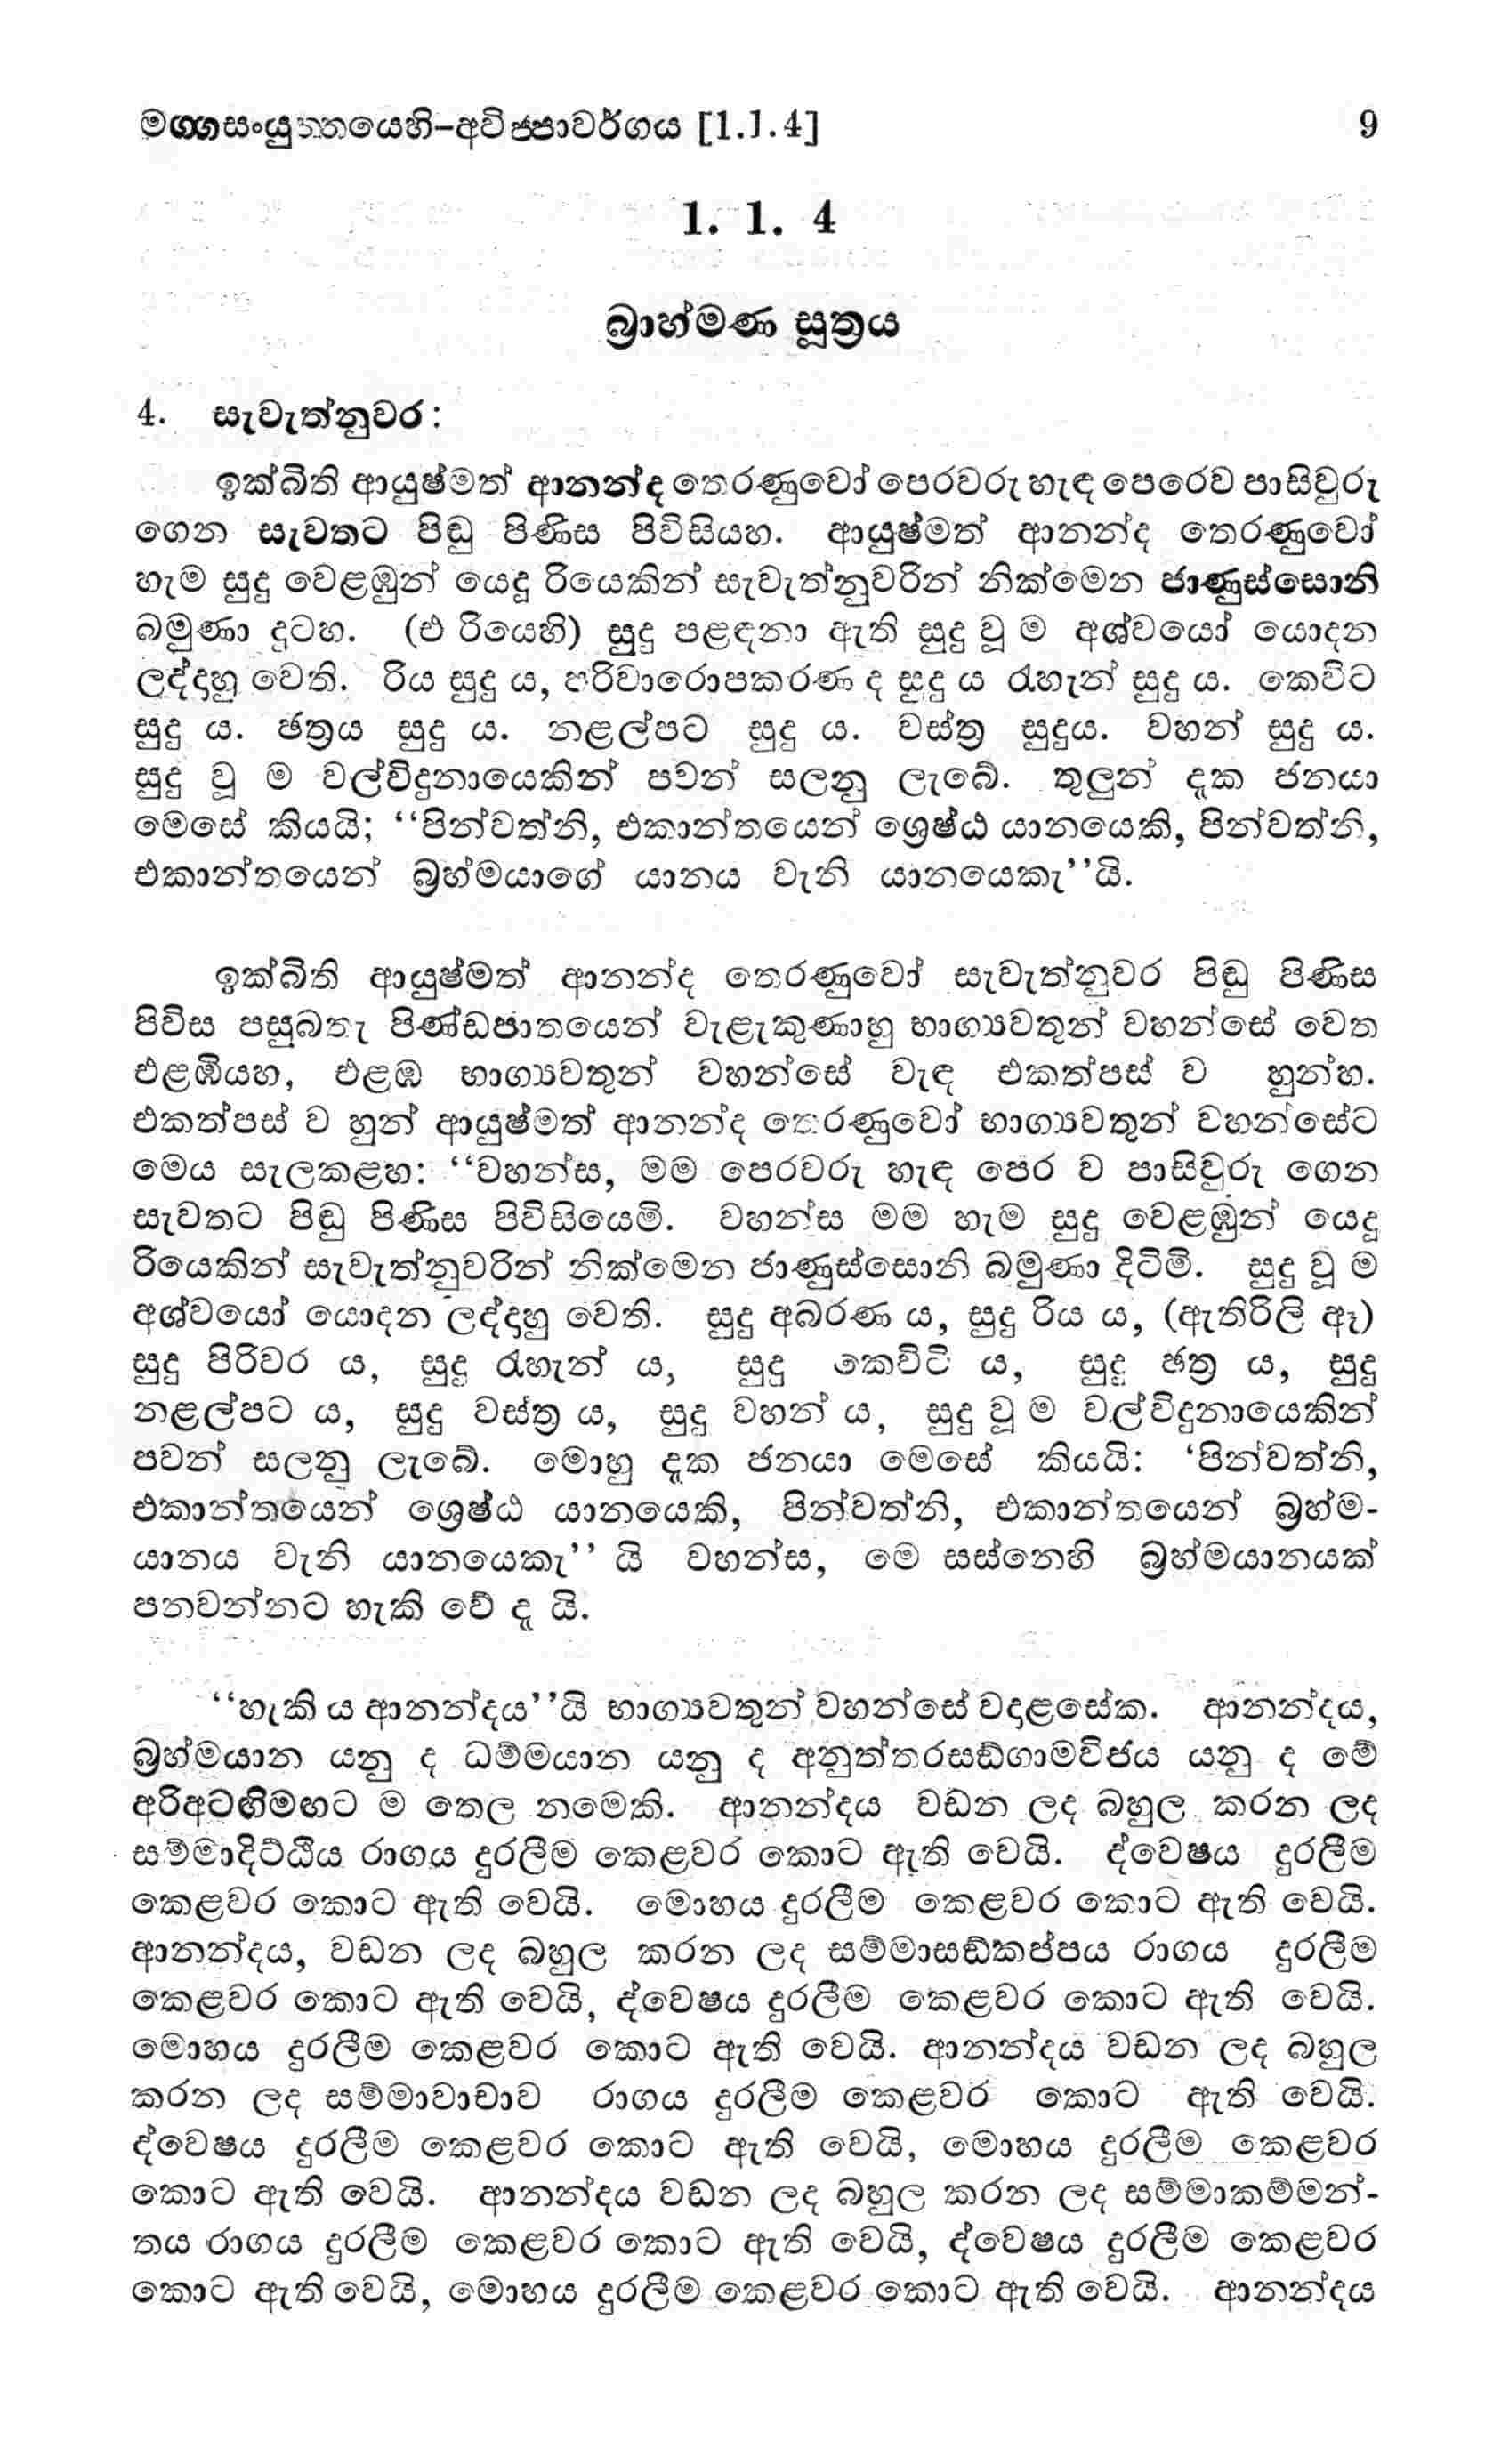 මග්ගසංයුත්තයෙහි–අවිජ්ජාවර්ගය [1.1.4] 9
1. 1. 4
බ්‍රාහ්මණ සූත්‍රය
4. සැවැත්නුවර:
ඉක්බිති ආයුෂ්මත් ආනන්ද තෙරණුවෝ පෙරවරු හැඳ පෙරෙව පාසිවුරු
ගෙන සැවතට පිඬු පිණිස පිවිසියහ. ආයුෂ්මත් ආනන්ද තෙරණුවෝ
හැම සුදු වෙළඹුන් යෙදූ රියෙකින් සැවැත්නුවරින් නික්මෙන ජාණුස්සොනි
බමුණා දුටහ. (එ රියෙහි) සුදු පළඳනා ඇති සුදු වූ ම අශ්වයෝ යොදන
ලද්දහු වෙති. රිය සුදු ය, පරිවාරොපකරණ ද සුදු ය රැහැන් සුදු ය. කෙවිට
සුදු ය. ඡත්‍රය සුදු ය. නළල්පට සුදු ය. වස්ත්‍ර සුදුය. වහන් සුදු ය.
සුදු වූ ම වල්විදුනායෙකින් පවන් සලනු ලැබේ. තුලුන් දැක ජනයා
මෙසේ කියයි; “පින්වත්නි, එකාන්තයෙන් ශ්‍රෙෂ්ඨ යානයෙකි, පින්වත්නි,
එකාන්තයෙන් බ්‍රහ්මයාගේ යානය වැනි යානයෙකැ”යි.
ඉක්බිති ආයුෂ්මත් ආනන්ද තෙරණුවෝ සැවැත්නුවර පිඬු පිණිස
පිවිස පසුබතැ පිණ්ඩපාතයෙන් වැළැකුණාහු භාග්‍යවතුන් වහන්සේ වෙත
එළඹියහ, එළඹ භාග්‍යවතුන් වහන්සේ වැඳ එකත්පස් ව හුන්හ.
එකත්පස් ව හුන් ආයුෂ්මත් ආනන්ද තෙරණුවෝ භාග්‍යවතුන් වහන්සේට
මෙය සැලකළහ: “වහන්ස, මම පෙරවරු හැඳ පෙර ව පාසිවුරු ගෙන
සැවතට පිඬු පිණිස පිවිසියෙමි. වහන්ස මම හැම සුදු වෙළඹුන් යෙදූ
රියෙකින් සැවැත්නුවරින් නික්මෙන ජාණුස්සොනි බමුණා දිටිමි. සුදු වූ ම
අශ්වයෝ යොදන ලද්දහු වෙති. සුදු අබරණ ය, සුදු රිය ය, (ඇතිරිලි ඈ)
සුදු පිරිවර ය, සුදු රැහැන් ය, සුදු කෙවිටි ය, සුදු ඡත්‍ර ය, සුදු
නළල්පට ය, සුදු වස්ත්‍ර ය, සුදු වහන් ය, සුදු වූ ම වල්විදුනායෙකින්
පවන් සලනු ලැබේ. මොහු දැක ජනයා මෙසේ කියයි: ‘පින්වත්නි,
එකාන්තයෙන් ශ්‍රෙෂ්ඨ යානයෙකි, පින්වත්නි, එකාන්තයෙන් බ්‍රහ්ම-
යානය වැනි යානයෙකැ” යි වහන්ස, මෙ සස්නෙහි බ්‍රහ්මයානයක්
පනවන්නට හැකි වේ දැ යි.
“හැකි ය ආනන්දය”යි භාග්‍යවතුන් වහන්සේ වදාළසේක. ආනන්දය,
බ්‍රහ්මයාන යනු ද ධම්මයාන යනු ද අනුත්තරසඞ්ගාමවිජය යනු ද මේ
අරිඅටඟිමඟට ම තෙල නමෙකි. ආනන්දය වඩන ලද බහුල කරන ලද
සම්මාදිට්ඨිය රාගය දුරලීම කෙළවර කොට ඇති වෙයි. ද්වෙෂය දුරලීම
කෙළවර කොට ඇති වෙයි. මොහය දුරලීම කෙළවර කොට ඇති වෙයි.
ආනන්දය, වඩන ලද බහුල කරන ලද සම්මාසඞ්කප්පය රාගය දුරලීම
කෙළවර කොට ඇති වෙයි, ද්වෙෂය දුරලීම කෙළවර කොට ඇති වෙයි.
මොහය දුරලීම කෙළවර කොට ඇති වෙයි. ආනන්දය වඩන ලද බහුල
කරන ලද සම්මාවාචාව රාගය දුරලීම කෙළවර කොට ඇති වෙයි.
ද්වෙෂය දුරලීම කෙළවර කොට ඇති වෙයි, මොහය දුරලීම කෙළවර
කොට ඇති වෙයි. ආනන්දය වඩන ලද බහුල කරන ලද සම්මාකම්මන්-
තය රාගය දුරලීම කෙළවර කොට ඇති වෙයි, ද්වෙෂය දුරලීම කෙළවර
කොට ඇති වෙයි, මොහය දුරලීම කෙළවර කොට ඇති වෙයි. ආනන්දය